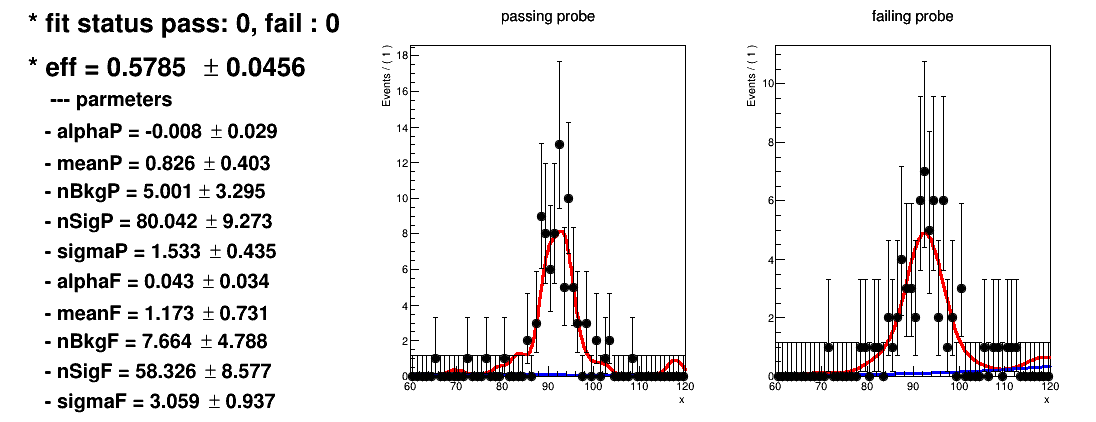 * fit status pass: 0, fail : 0
* eff = 0.5785 ± 0.0456
--- parmeters
- alphaP = -0.008 ± 0.029
- meanP = 0.826 ± 0.403
- nBkgP = 5.001 ± 3.295
- nSigP = 80.042 ± 9.273
- sigmaP = 1.533 ± 0.435
- alphaF = 0.043 ± 0.034
- meanF = 1.173 ± 0.731
- nBkgF = 7.664 ± 4.788
- nSigF = 58.326 ± 8.577
- sigmaF = 3.059 ± 0.937
passing probe
Events / ( 1 )
18
16
14
12
10
8
6
4
2
0
60 70 80 90 100 110 120
x
failing probe
Events / ( 1 )
10
8
6
4
2
0
60 70 80 90 100 110 120
x